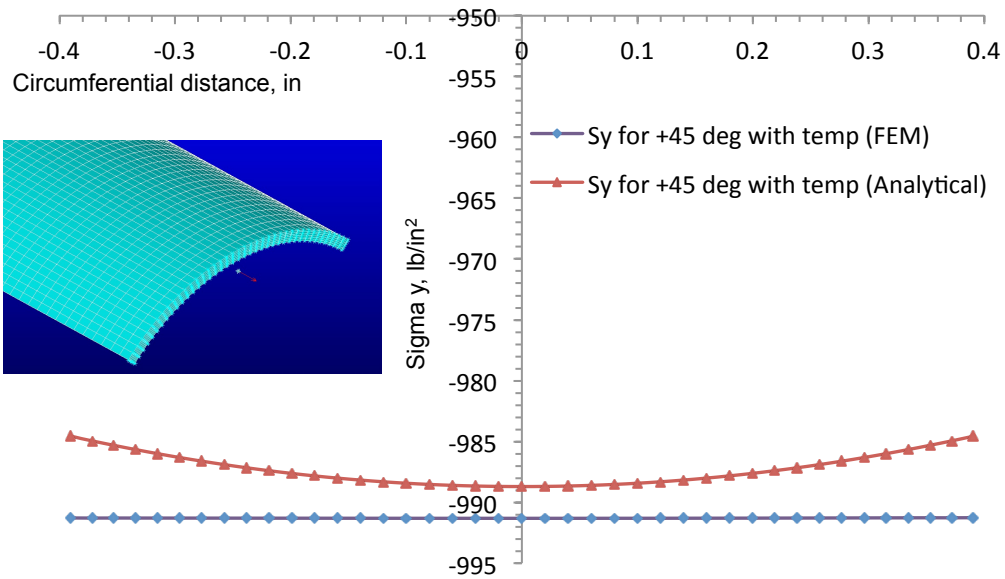 -950
-0.4 -0.3 -0.2 -0.1 0 0.1 0.2 0.3 0.4
Circumferential distance, in
-955
-960
Sy for +45 deg with temp (FEM)
-965
Sy for +45 deg with temp (Analytical)
-970
Sigma y, lb/in²
-975
-980
-985
-990
-995